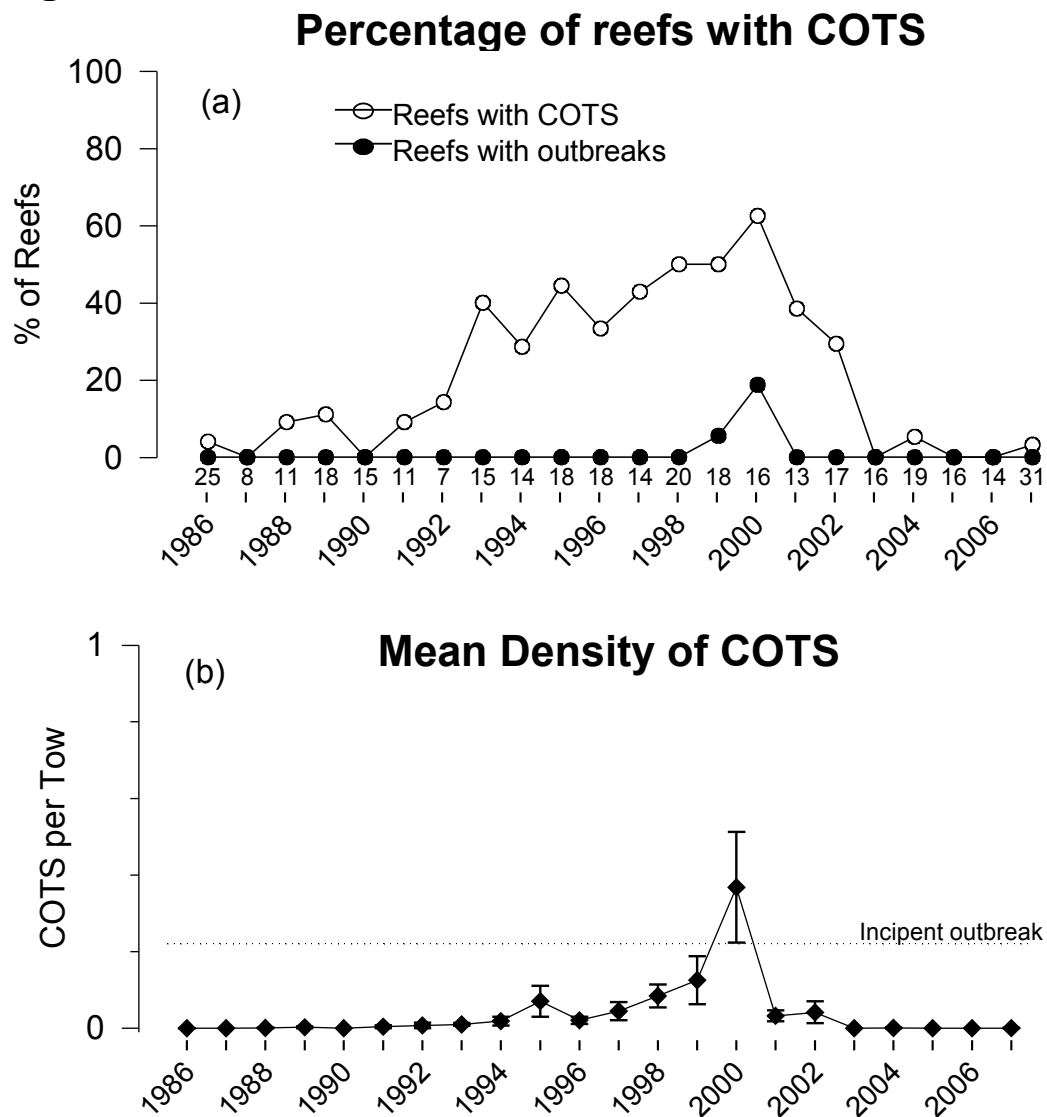 Percentage of reefs with COTS
100
(a)
Reefs with COTS
80
Reefs with outbreaks
% of Reefs
60
40
20
0
25 8 11 18 15 11 7 15 14 18 18 14 20 18 16 13 17 16 19 16 14 31
1986 1988 1990 1992 1994 1996 1998 2000 2002 2004 2006
1
Mean Density of COTS
(b)
COTS per Tow
Incipent outbreak
0
1986 1988 1990 1992 1994 1996 1998 2000 2002 2004 2006